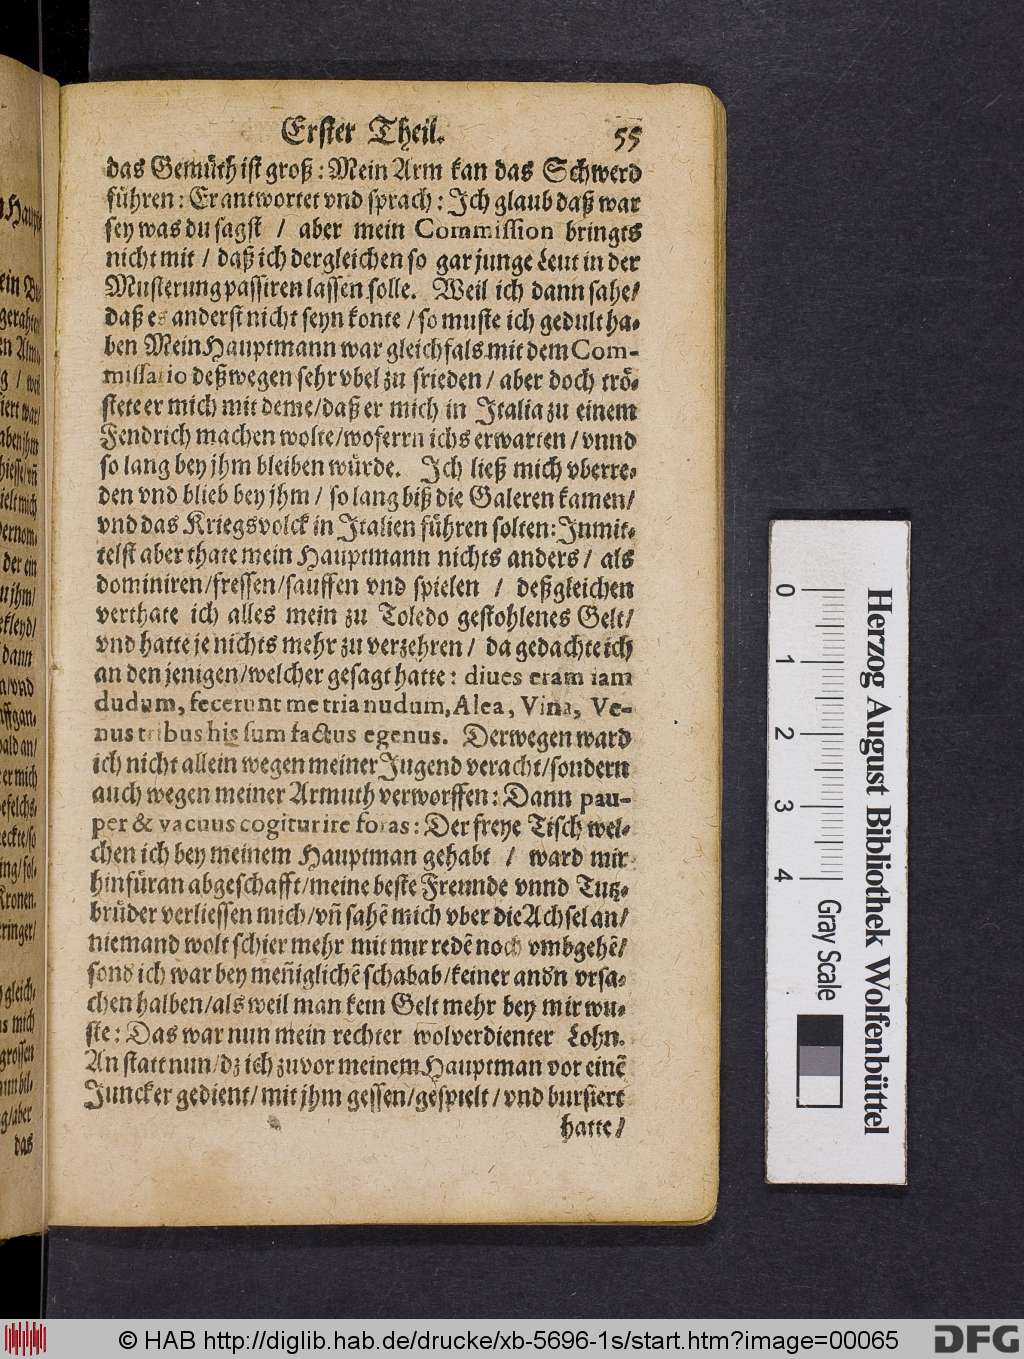 Erster Theil. 55
das Gemüth ist groß: Mein Arm kan das Schwerd
führen: Er antwortet vnd sprach: Ich glaub daß war
sey was du sagst / aber mein Commission bringts
nicht mit / daß ich dergleichen so gar junge Leut in der
Musterung passiren lassen solle. Weil ich dann sahe/
daß es anderst nicht seyn konte / so muste ich gedult ha-
ben Mein Hauptmann war gleichfals mit dem Com-
missario deßwegen sehr vbel zu frieden / aber doch trö-
stete er mich mit deme/daß er mich in Italia zu einem
Fendrich machen wolte/woferrn ichs erwarten / vnnd
so lang bey jhm bleiben würde. Ich ließ mich vberre-
den vnd blieb bey jhm / so lang biß die Galeren kamen/
vnd das Kriegsvolck in Italien führen solten: Inmit-
telst aber thate mein Hauptmann nichts anders / als
dominiren/fressen/sauffen vnd spielen / deßgleichen
verthate ich alles mein zu Toledo gestohlenes Gelt/
vnd hatte je nichts mehr zu verzehren / da gedachte ich
an den jenigen/welcher gesagt hatte: diues eram iam
dudum, fecerunt me tria nudum, Alea, Vina, Ve-
nus tribus his sum factus egenus. Derwegen ward
ich nicht allein wegen meiner Jugend veracht/sondern
auch wegen meiner Armuth verworffen: Dann pau-
per & vacuus cogitur ire foras: Der freye Tisch wel-
chen ich bey meinem Hauptman gehabt / ward mir
hinfüran abgeschafft/meine beste Freunde vnnd Tutz-
brüder verliessen mich/vñ sahē mich vber die Achsel an/
niemand wolt schier mehr mit mir redē noch vmbgehē/
sond ich war bey meñiglichē schabab/keiner andn vrsa-
chen halben/als weil man kein Gelt mehr bey mir wu-
ste: Das war nun mein rechter wolverdienter Lohn.
An statt nun/dz ich zuvor meinem Hauptman vor einē
Juncker gedient/mit jhm gessen/gespielt/vnd bursiert
hatte/
0 1 2 3 4
Gray Scale
Herzog August Bibliothek Wolfenbüttel
© HAB http://diglib.hab.de/drucke/xb-5696-1s/start.htm?image=00065
DFG